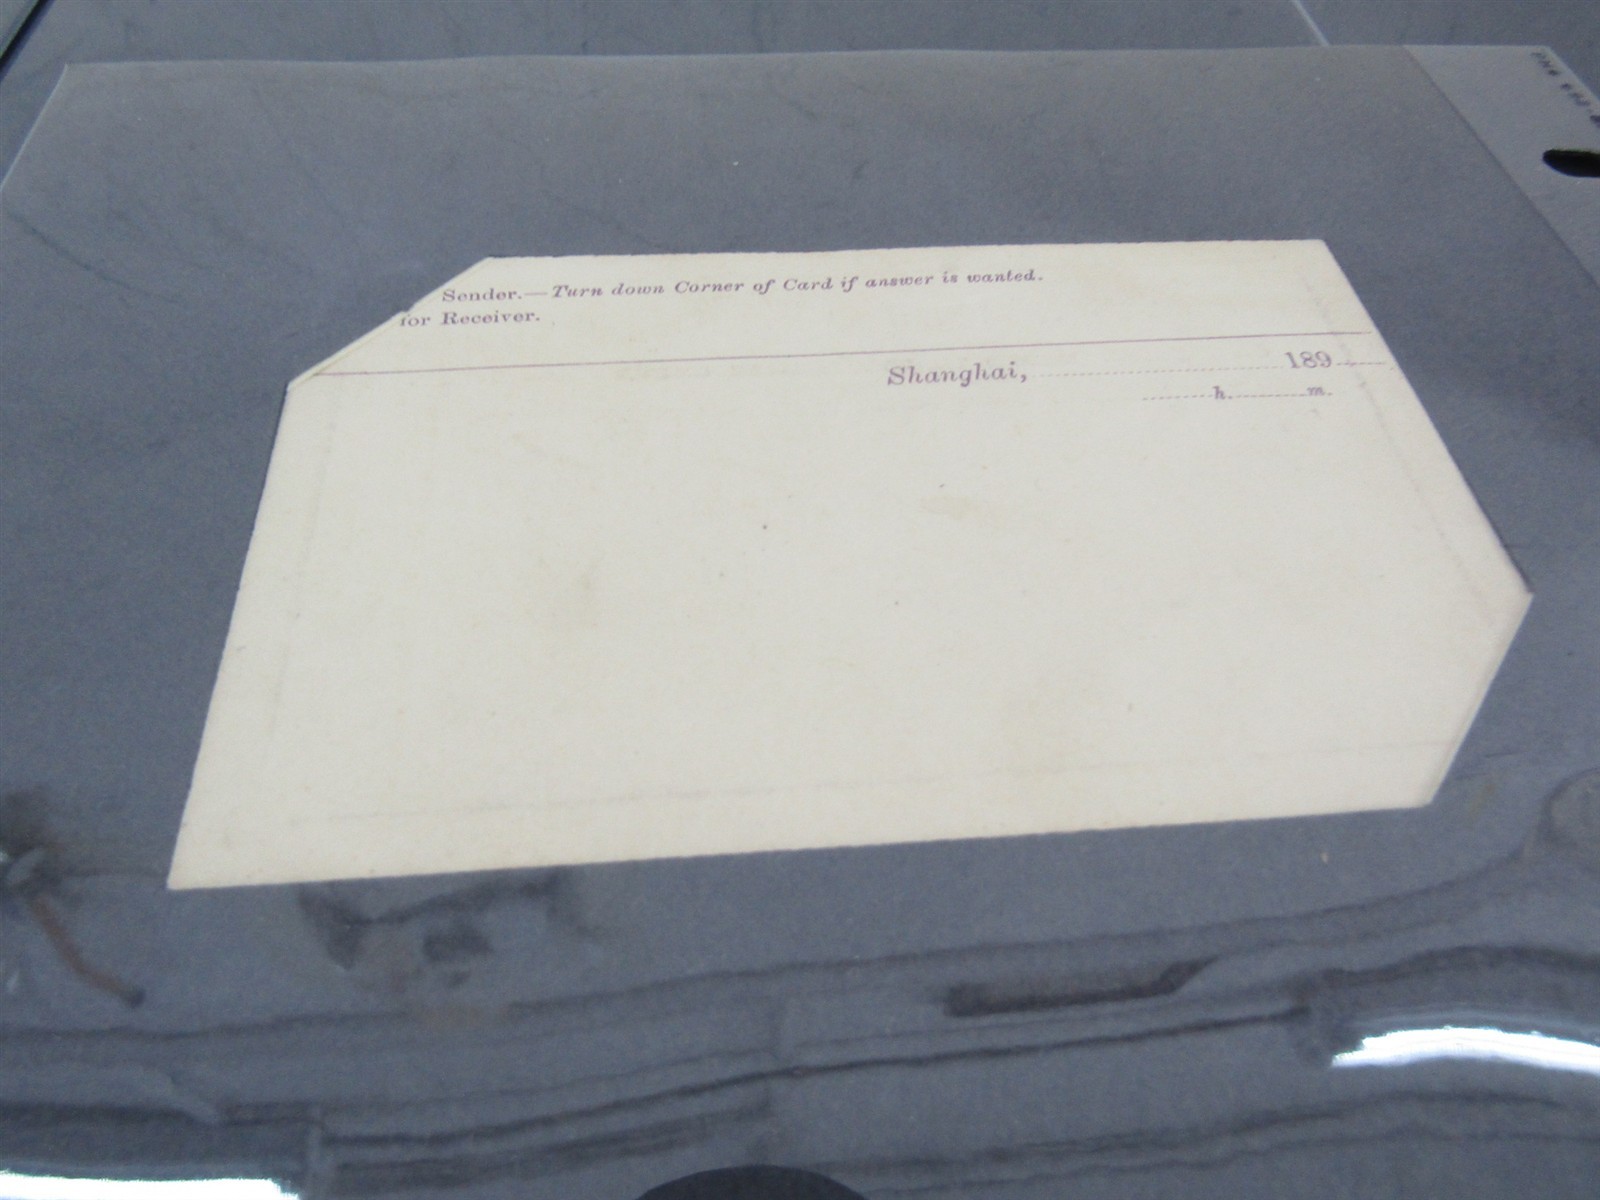 Sender.—Turn down Corner of Card if answer is wanted.
for Receiver.
Shanghai, 189
h. m.